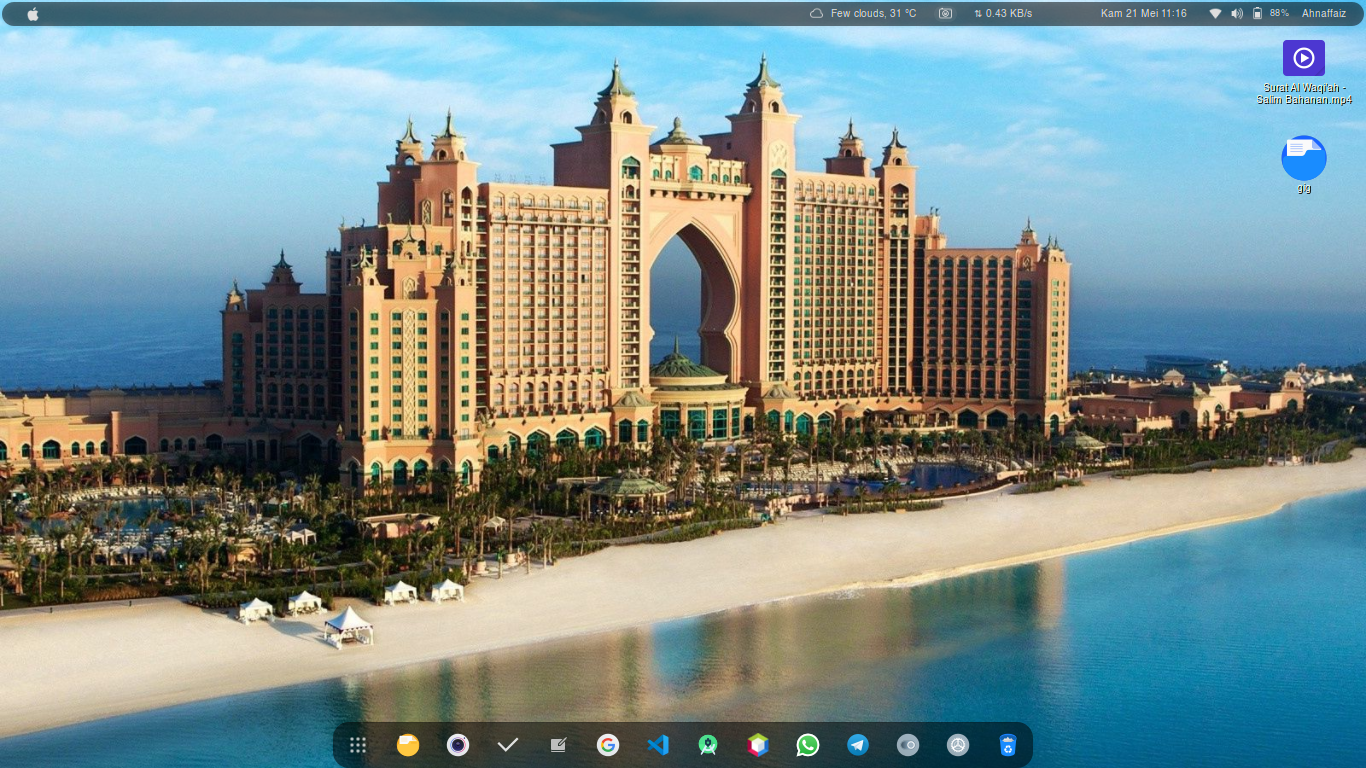 Few clouds, 31 °C
0.43 KB/s
Kam 21 Mei 11:16
88%
Ahnaffaiz
Surat Al Waqi'ah -
Salim Bahanan.mp4
gig